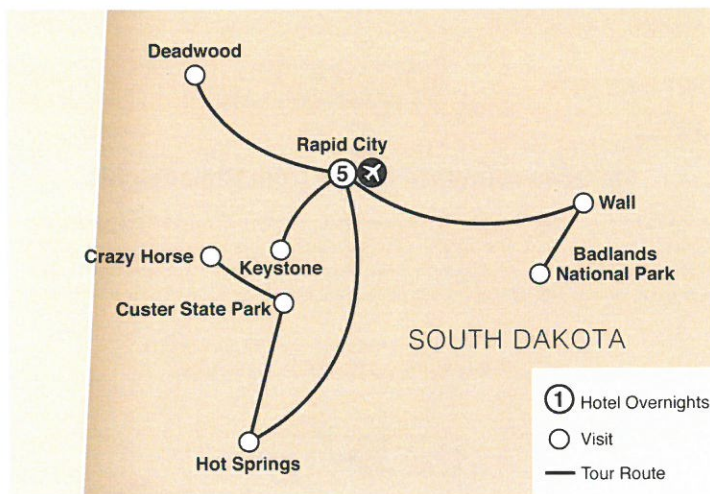 Deadwood
Rapid City
5
Wall
Crazy Horse
Keystone
Badlands
National Park
Custer State Park
SOUTH DAKOTA
Hot Springs
1 Hotel Overnights
Visit
Tour Route